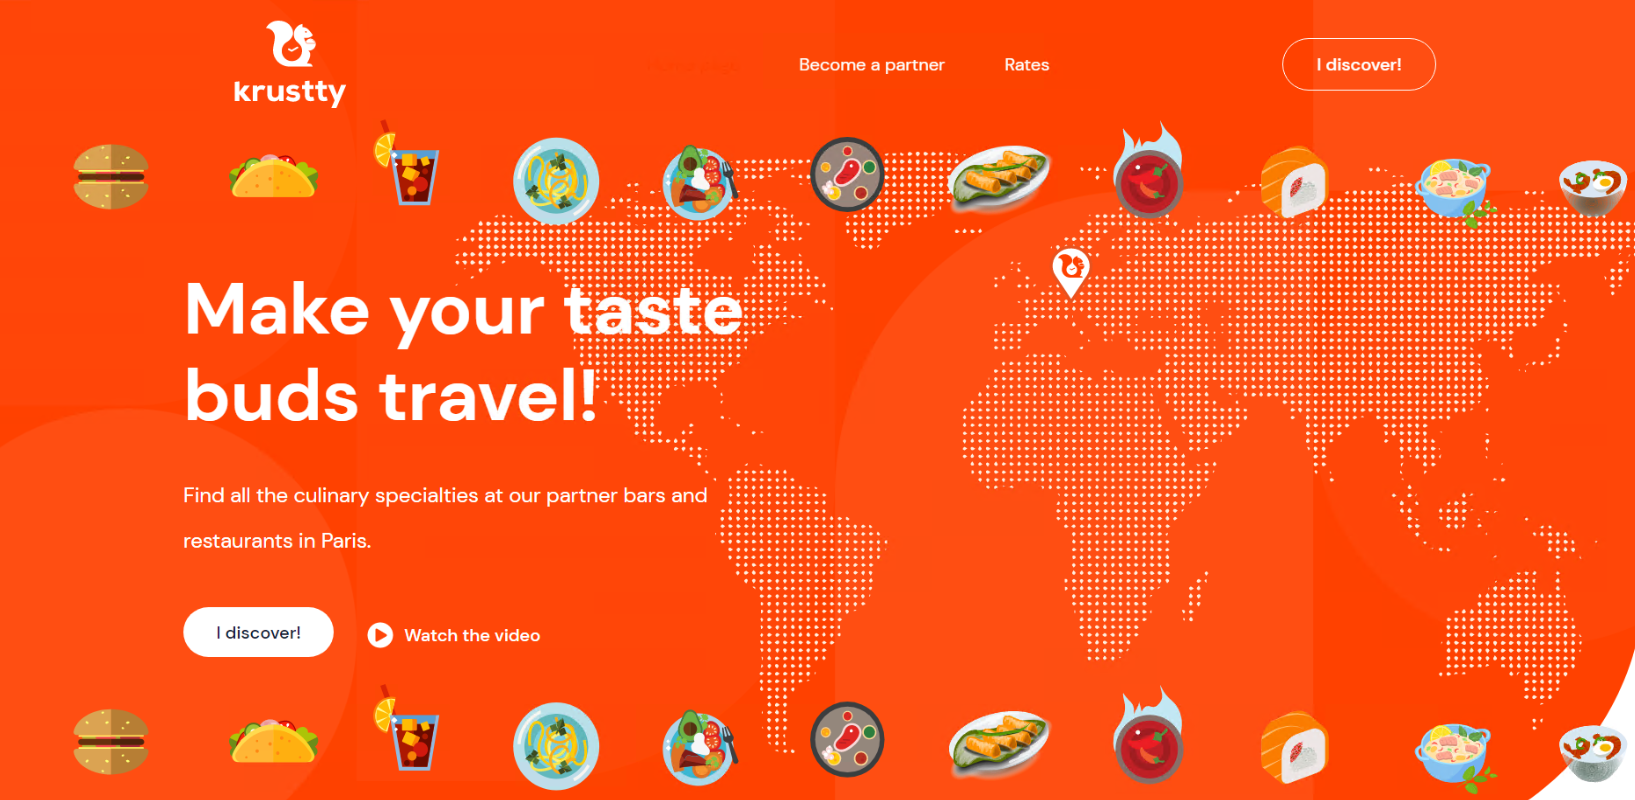 krustty
Become a partner
Rates
I discover!
Make your taste
buds travel!
Find all the culinary specialties at our partner bars and
restaurants in Paris.
I discover!
Watch the video